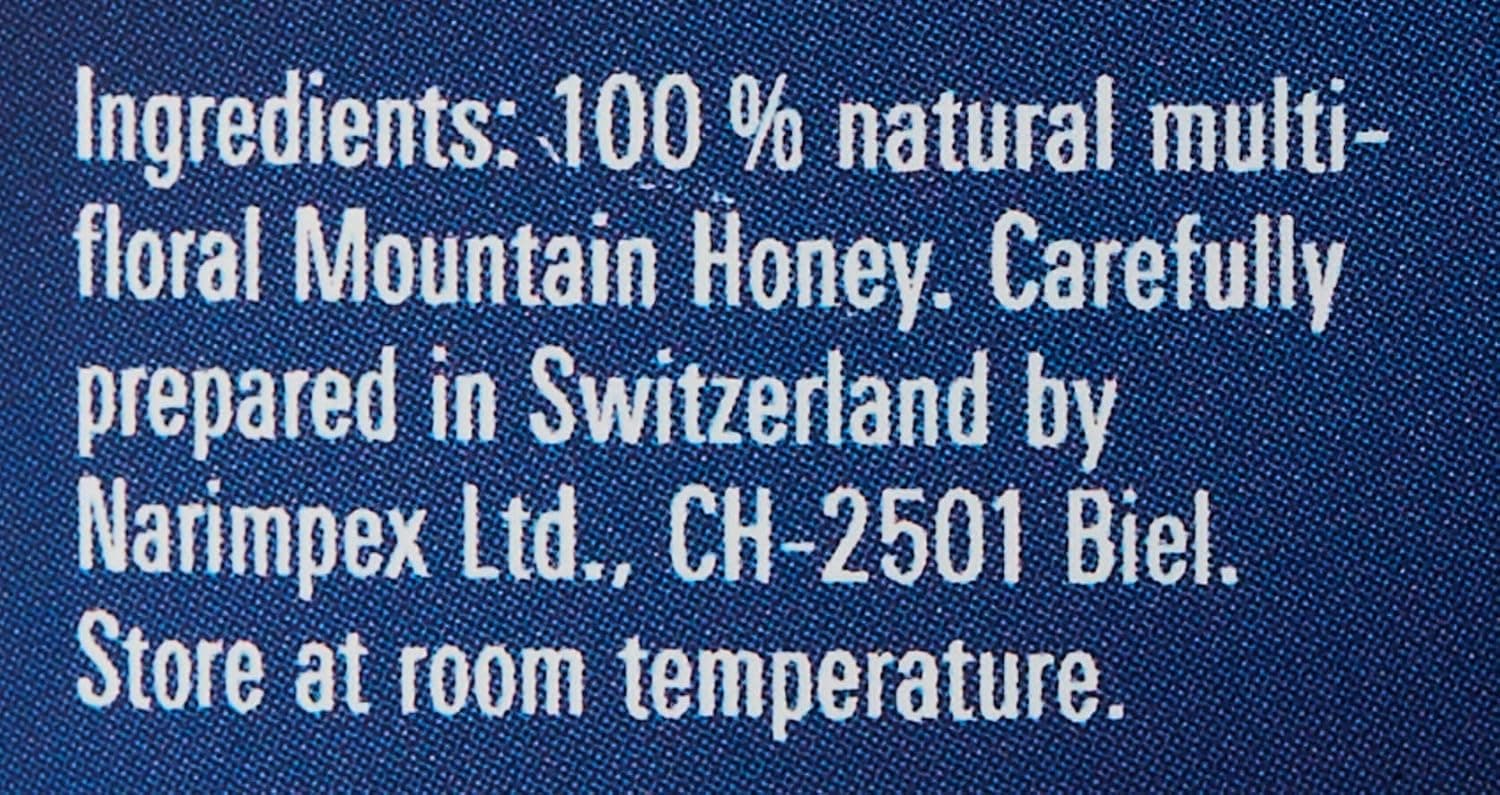 Ingredients: 100 % natural multi-
floral Mountain Honey. Carefully
prepared in Switzerland by
Narimpex Ltd., CH-2501 Biel.
Store at room temperature.